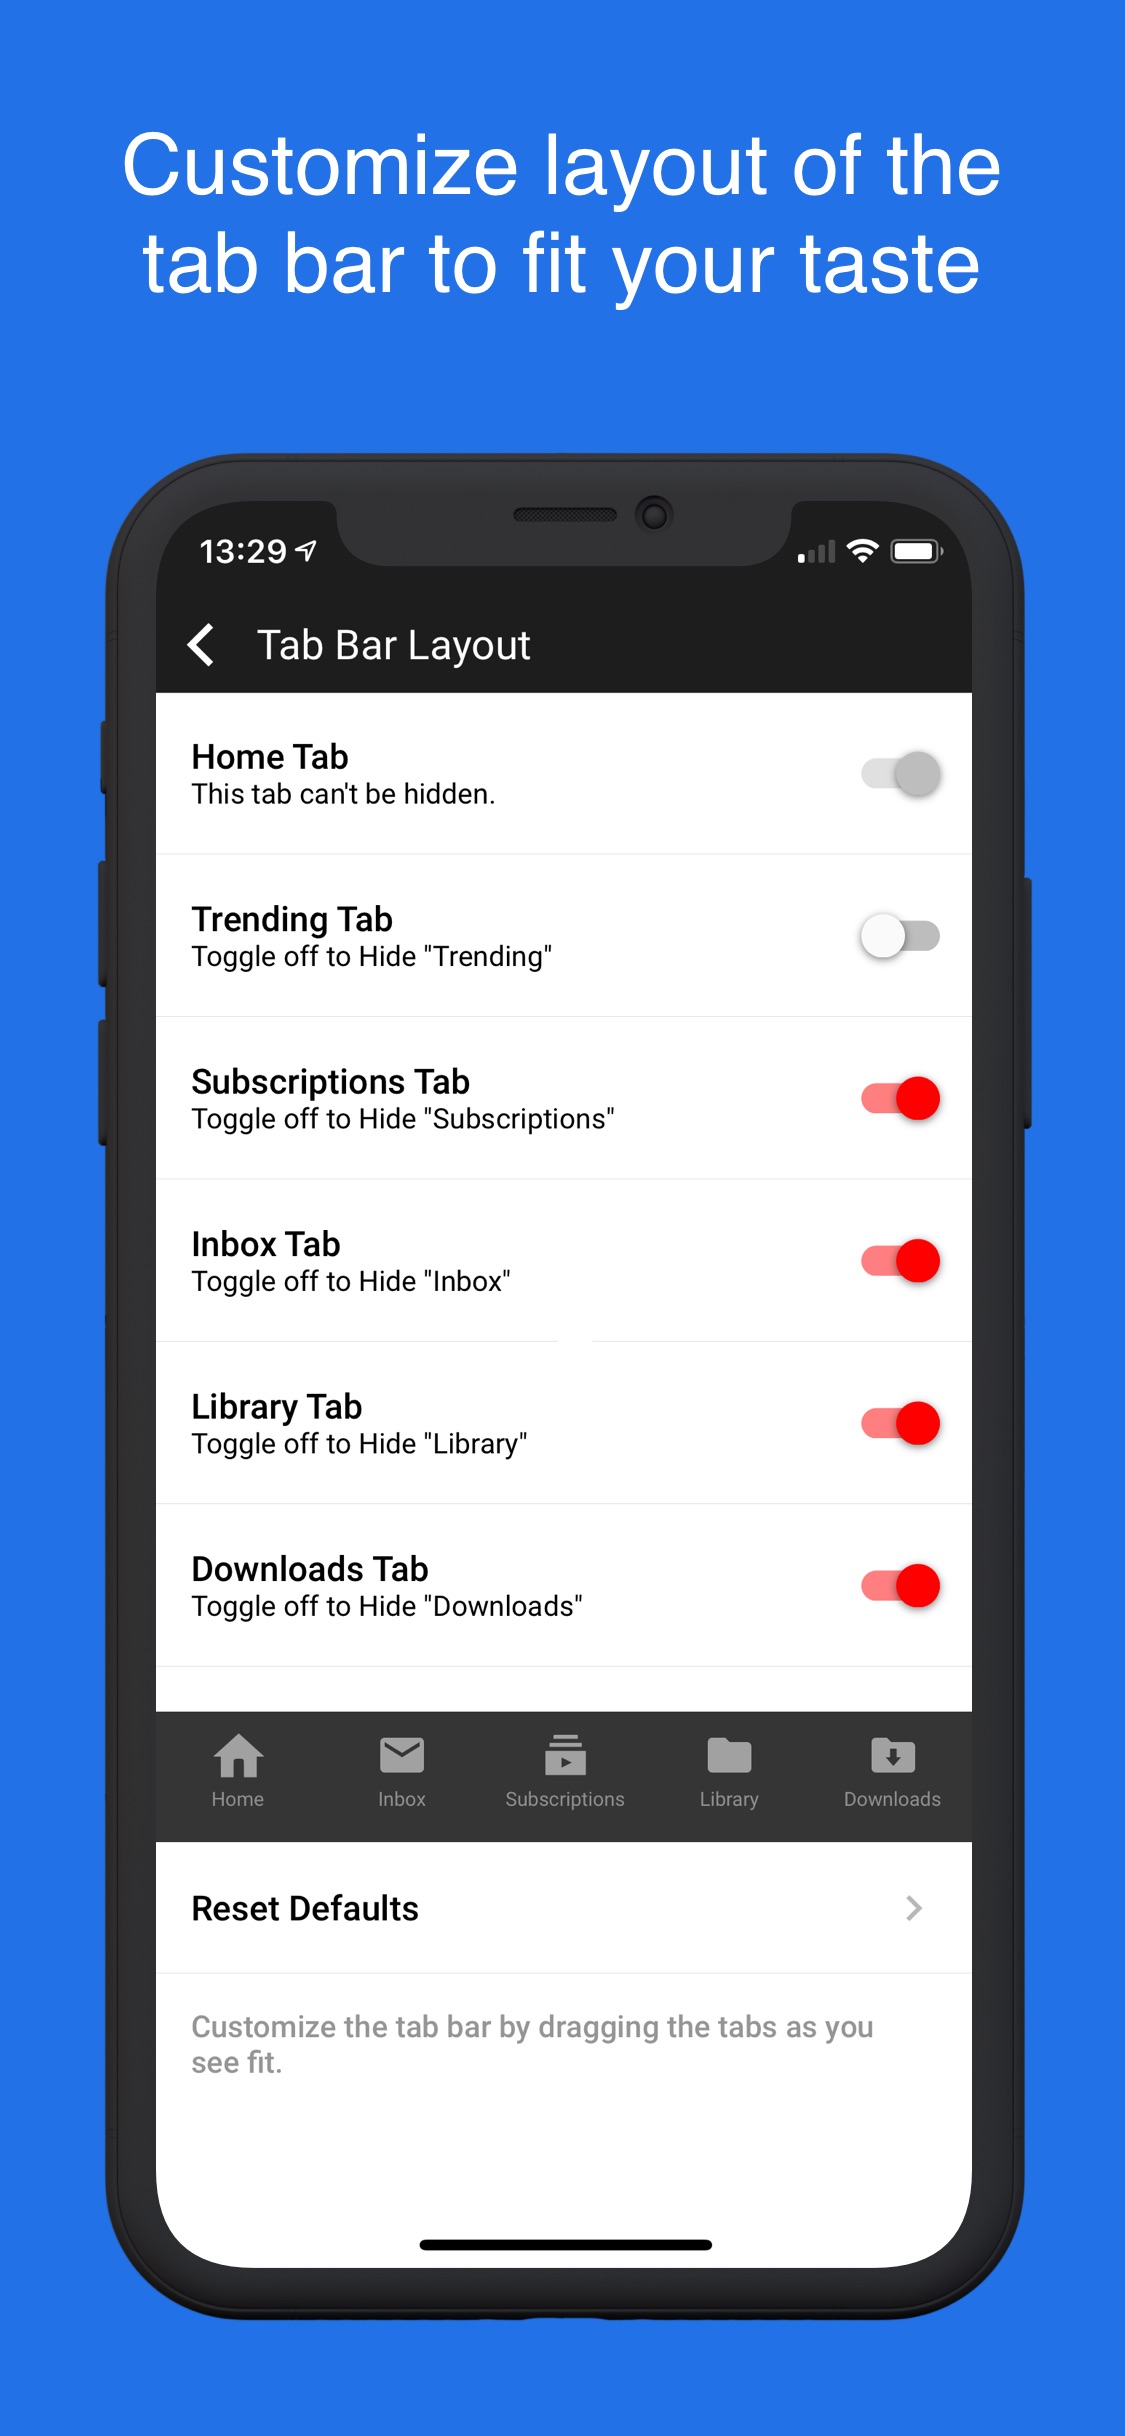 Customize layout of the
tab bar to fit your taste
13:29
Tab Bar Layout
Home Tab
This tab can't be hidden.
Trending Tab
Toggle off to Hide "Trending"
Subscriptions Tab
Toggle off to Hide "Subscriptions"
Inbox Tab
Toggle off to Hide "Inbox"
Library Tab
Toggle off to Hide "Library"
Downloads Tab
Toggle off to Hide "Downloads"
Home Inbox Subscriptions Library Downloads
Reset Defaults
Customize the tab bar by dragging the tabs as you
see fit.